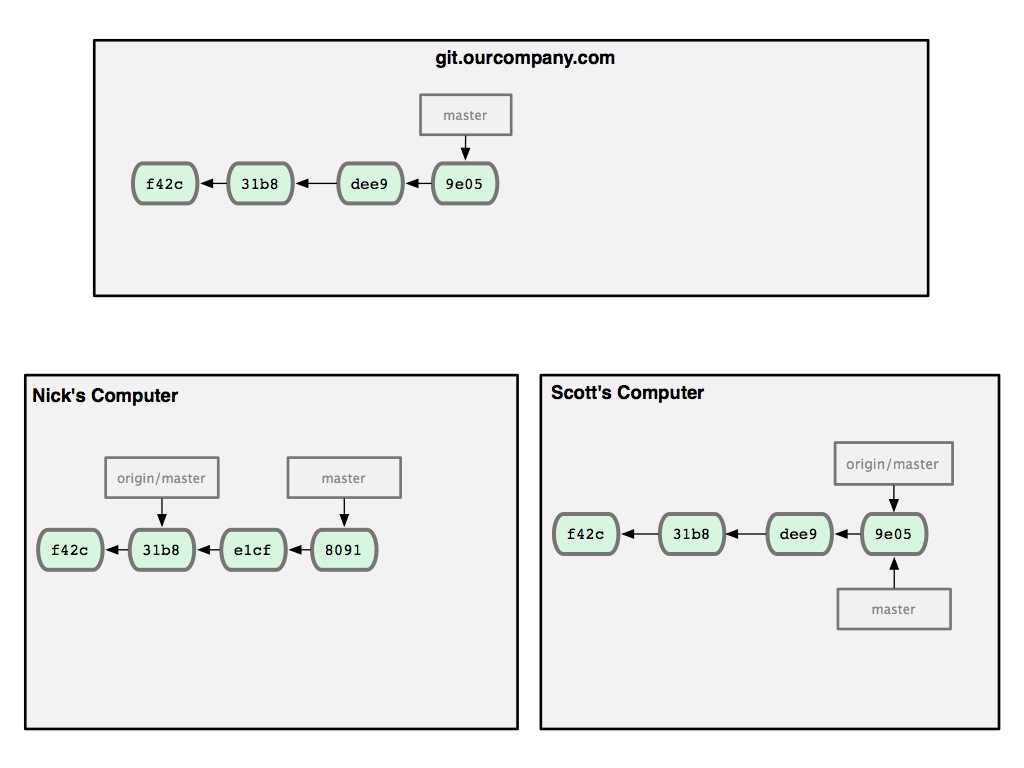 git.ourcompany.com
master
f42c 31b8 dee9 9e05
Nick's Computer
origin/master master
f42c 31b8 e1cf 8091
Scott's Computer
origin/master
f42c 31b8 dee9 9e05
master